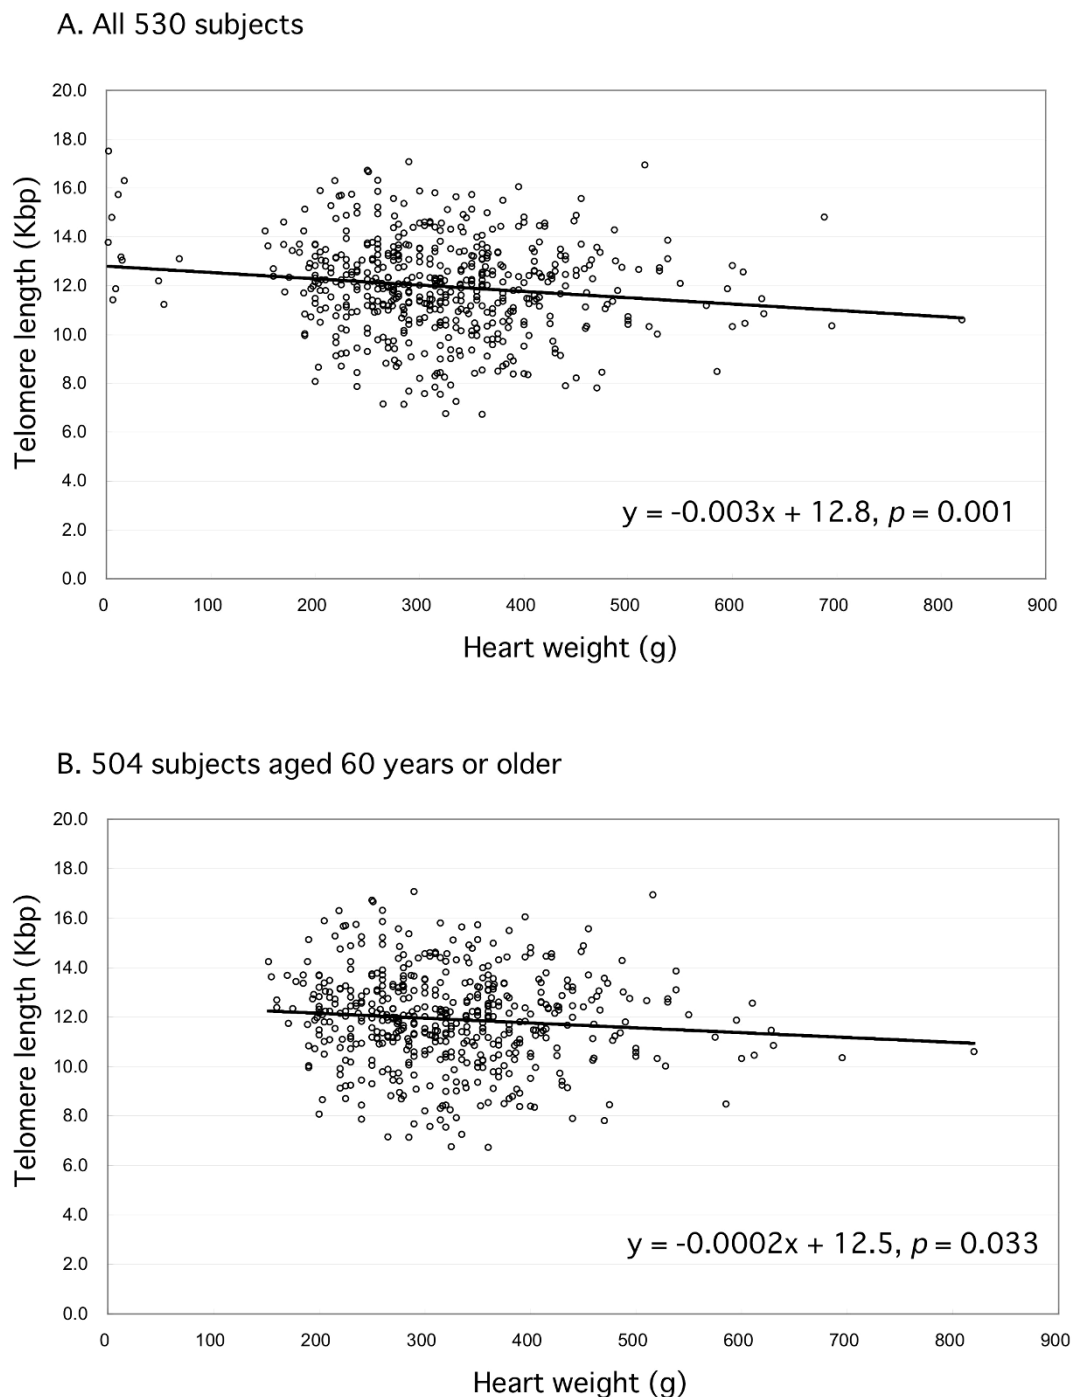 A. All 530 subjects
20.0
18.0
16.0
14.0
12.0
10.0
8.0
6.0
4.0
2.0
0.0
Telomere length (Kbp)
y = -0.003x + 12.8, p = 0.001
0 100 200 300 400 500 600 700 800 900
Heart weight (g)
B. 504 subjects aged 60 years or older
20.0
18.0
16.0
14.0
12.0
10.0
8.0
6.0
4.0
2.0
0.0
Telomere length (Kbp)
y = -0.0002x + 12.5, p = 0.033
0 100 200 300 400 500 600 700 800 900
Heart weight (g)